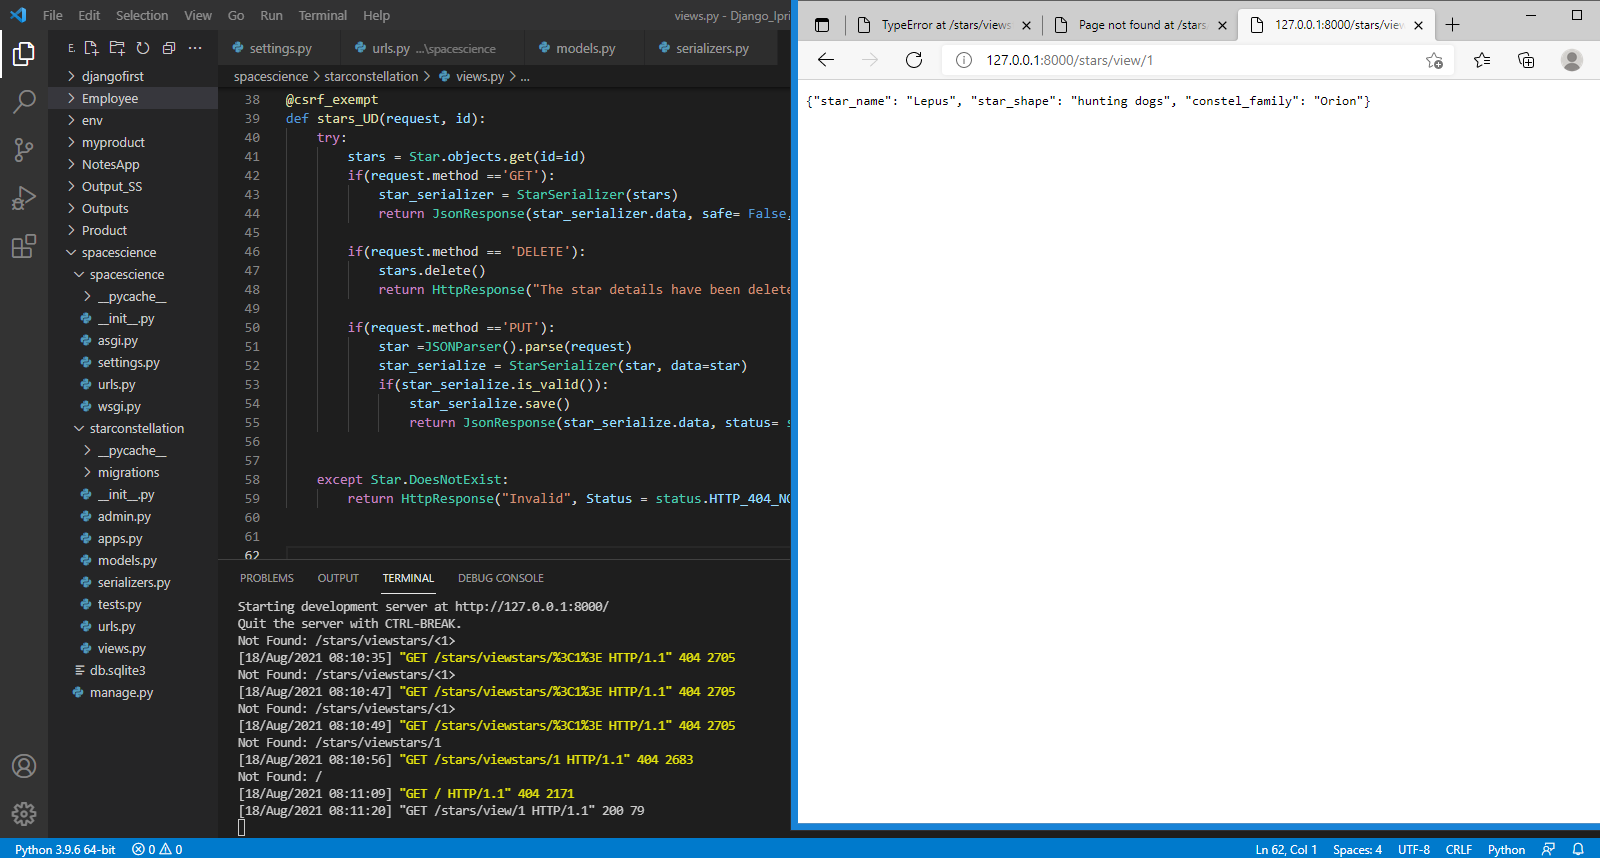 File Edit Selection View Go Run Terminal Help
views.py - Django_lpri
E.
settings.py
urls.py ...\spacescience
models.py
serializers.py
spacescience > starconstellation > views.py > ...
djangofirst
Employee
env
myproduct
NotesApp
Output_SS
Outputs
Product
spacescience
spacescience
__pycache__
__init__.py
asgi.py
settings.py
urls.py
wsgi.py
starconstellation
__pycache__
migrations
__init__.py
admin.py
apps.py
models.py
serializers.py
tests.py
urls.py
views.py
db.sqlite3
manage.py
38 @csrf_exempt
39 def stars_UD(request, id):
40 try:
41 stars = Star.objects.get(id=id)
42 if(request.method =='GET'):
43 star_serializer = StarSerializer(stars)
44 return JsonResponse(star_serializer.data, safe= False,
45
46 if(request.method == 'DELETE'):
47 stars.delete()
48 return HttpResponse("The star details have been delete
49
50 if(request.method =='PUT'):
51 star =JSONParser().parse(request)
52 star_serialize = StarSerializer(star, data=star)
53 if(star_serialize.is_valid()):
54 star_serialize.save()
55 return JsonResponse(star_serialize.data, status= s
56
57
58 except Star.DoesNotExist:
59 return HttpResponse("Invalid", Status = status.HTTP_404_NO
60
61
62
PROBLEMS OUTPUT TERMINAL DEBUG CONSOLE
Starting development server at http://127.0.0.1:8000/
Quit the server with CTRL-BREAK.
Not Found: /stars/viewstars/<1>
[18/Aug/2021 08:10:35] "GET /stars/viewstars/%3C1%3E HTTP/1.1" 404 2705
Not Found: /stars/viewstars/<1>
[18/Aug/2021 08:10:47] "GET /stars/viewstars/%3C1%3E HTTP/1.1" 404 2705
Not Found: /stars/viewstars/<1>
[18/Aug/2021 08:10:49] "GET /stars/viewstars/%3C1%3E HTTP/1.1" 404 2705
Not Found: /stars/viewstars/1
[18/Aug/2021 08:10:56] "GET /stars/viewstars/1 HTTP/1.1" 404 2683
Not Found: /
[18/Aug/2021 08:11:09] "GET / HTTP/1.1" 404 2171
[18/Aug/2021 08:11:20] "GET /stars/view/1 HTTP/1.1" 200 79
Python 3.9.6 64-bit 0 0
Ln 62, Col 1 Spaces: 4 UTF-8 CRLF Python
TypeError at /stars/views
Page not found at /stars/
127.0.0.1:8000/stars/view
127.0.0.1:8000/stars/view/1
{"star_name": "Lepus", "star_shape": "hunting dogs", "constel_family": "Orion"}